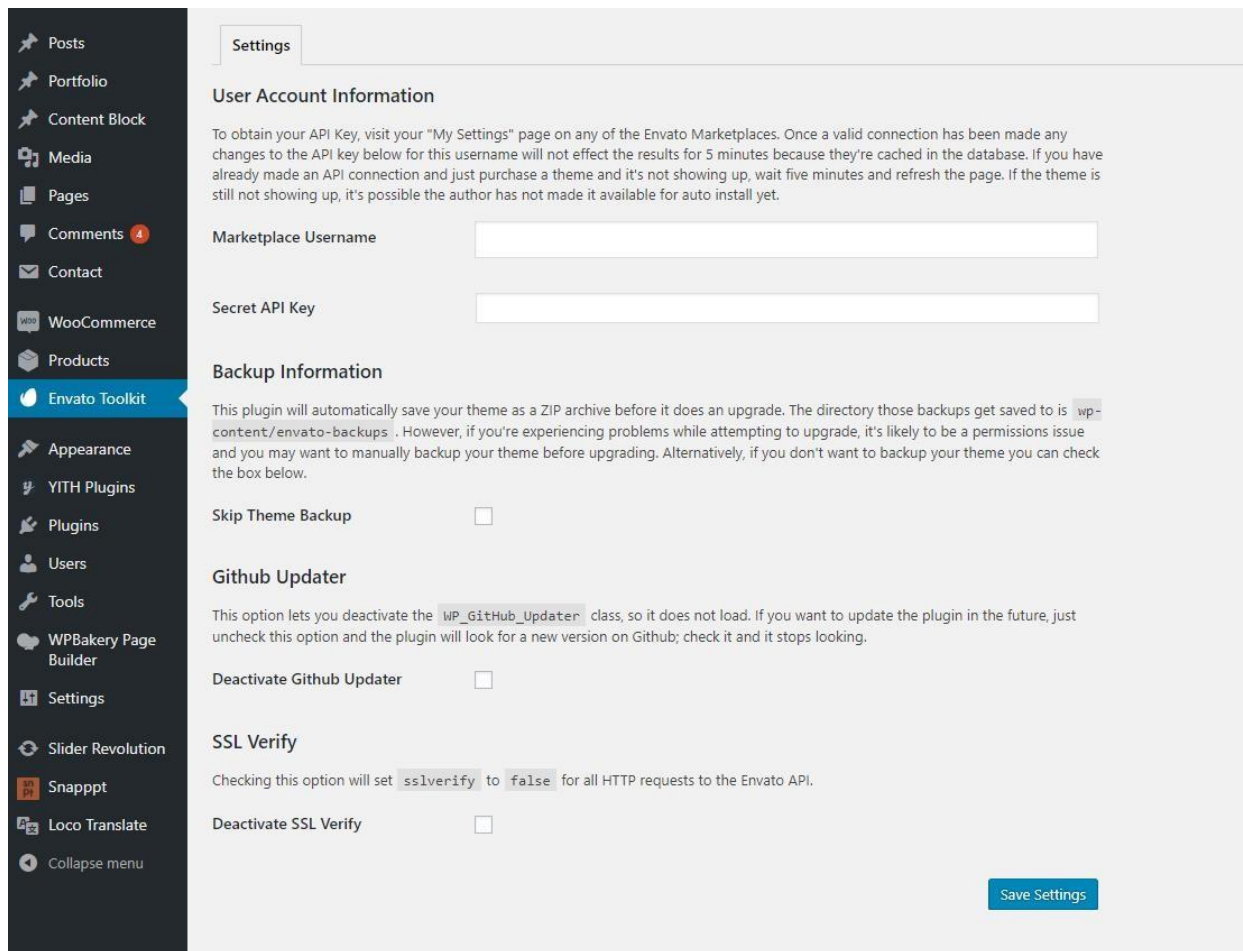 Posts
Portfolio
Content Block
Media
Pages
Comments 4
Contact
WOO WooCommerce
Products
Envato Toolkit
Appearance
YITH Plugins
Plugins
Users
Tools
WPBakery Page
Builder
Settings
Slider Revolution
sn
pt
Snapppt
Loco Translate
Collapse menu
Settings
User Account Information
To obtain your API Key, visit your "My Settings" page on any of the Envato Marketplaces. Once a valid connection has been made any
changes to the API key below for this username will not effect the results for 5 minutes because they're cached in the database. If you have
already made an API connection and just purchase a theme and it's not showing up, wait five minutes and refresh the page. If the theme is
still not showing up, it's possible the author has not made it available for auto install yet.
Marketplace Username
Secret API Key
Backup Information
This plugin will automatically save your theme as a ZIP archive before it does an upgrade. The directory those backups get saved to is wp-
content/envato-backups . However, if you're experiencing problems while attempting to upgrade, it's likely to be a permissions issue
and you may want to manually backup your theme before upgrading. Alternatively, if you don't want to backup your theme you can check
the box below.
Skip Theme Backup
Github Updater
This option lets you deactivate the WP_GitHub_Updater class, so it does not load. If you want to update the plugin in the future, just
uncheck this option and the plugin will look for a new version on Github; check it and it stops looking.
Deactivate Github Updater
SSL Verify
Checking this option will set sslverify to false for all HTTP requests to the Envato API.
Deactivate SSL Verify
Save Settings